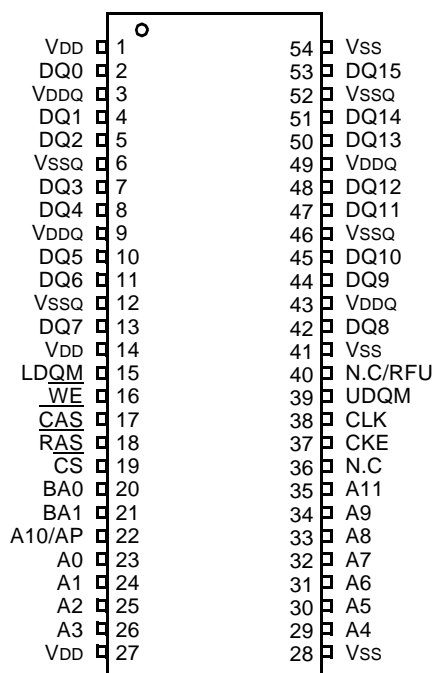 VDD 1 54 VSS
DQ0 2 53 DQ15
VDDQ 3 52 VSSQ
DQ1 4 51 DQ14
DQ2 5 50 DQ13
VSSQ 6 49 VDDQ
DQ3 7 48 DQ12
DQ4 8 47 DQ11
VDDQ 9 46 VSSQ
DQ5 10 45 DQ10
DQ6 11 44 DQ9
VSSQ 12 43 VDDQ
DQ7 13 42 DQ8
VDD 14 41 VSS
LDQM 15 40 N.C/RFU
WE 16 39 UDQM
CAS 17 38 CLK
RAS 18 37 CKE
CS 19 36 N.C
BA0 20 35 A11
BA1 21 34 A9
A10/AP 22 33 A8
A0 23 32 A7
A1 24 31 A6
A2 25 30 A5
A3 26 29 A4
VDD 27 28 VSS